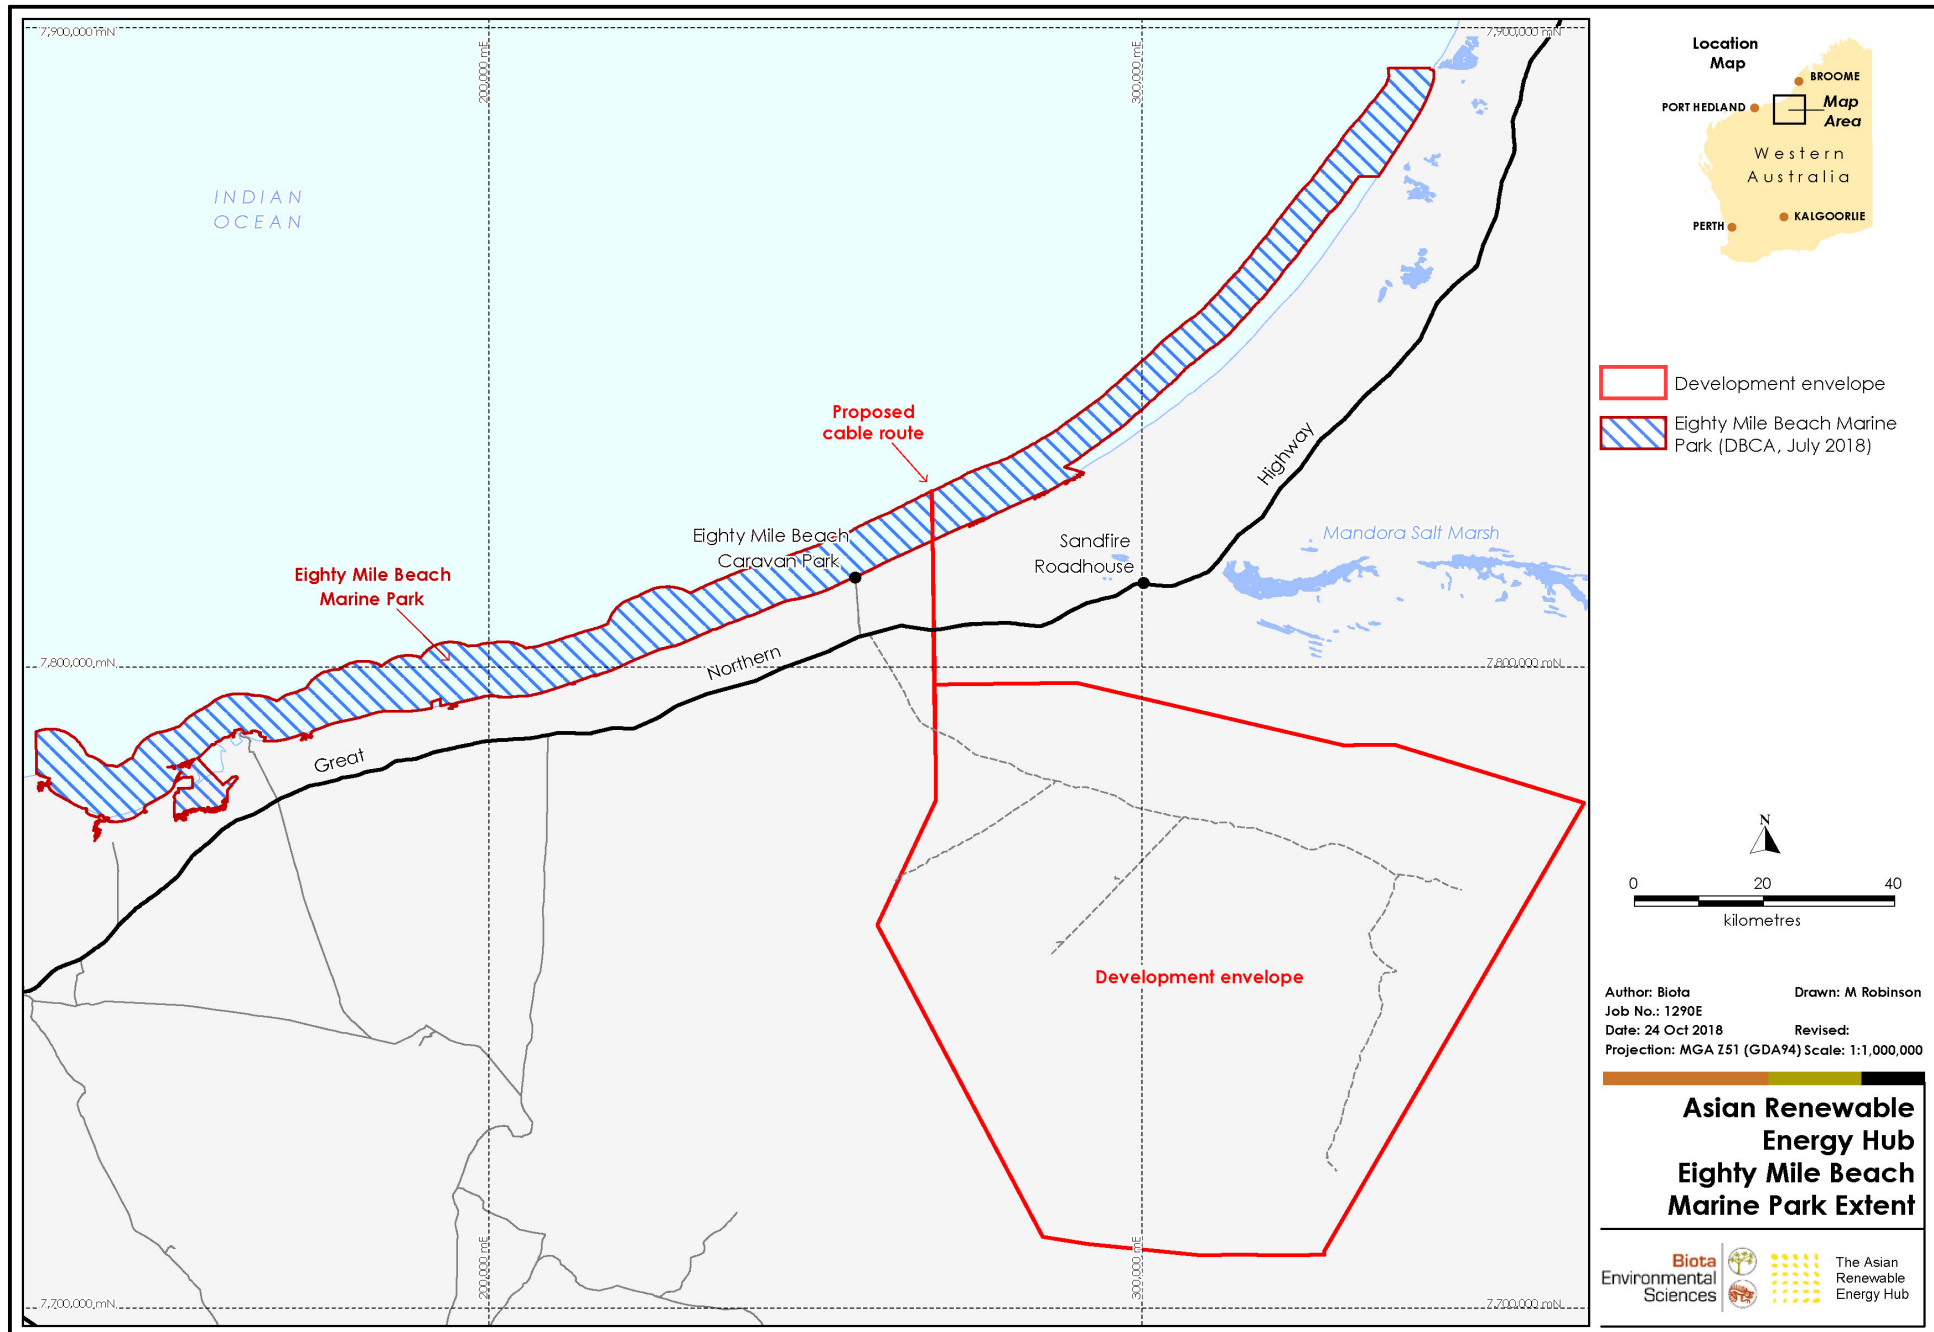 7,900,000 mN
200,000 mE
300,000 mE
7,900,000 mN
INDIAN
OCEAN
Proposed
cable route
Highway
Eighty Mile Beach
Caravan Park
Sandfire
Roadhouse
Mandora Salt Marsh
Eighty Mile Beach
Marine Park
7,800,000 mN
7,800,000 mN
Northern
Great
Development envelope
200,000 mE
300,000 mE
7,700,000 mN
7,700,000 mN
Location
Map
BROOME
PORT HEDLAND
Map
Area
Western
Australia
KALGOORLIE
PERTH
Development envelope
Eighty Mile Beach Marine
Park (DBCA, July 2018)
N
0 20 40
kilometres
Author: Biota Drawn: M Robinson
Job No.: 1290E
Date: 24 Oct 2018 Revised:
Projection: MGA Z51 (GDA94) Scale: 1:1,000,000
Asian Renewable
Energy Hub
Eighty Mile Beach
Marine Park Extent
Biota
Environmental
Sciences
The Asian
Renewable
Energy Hub